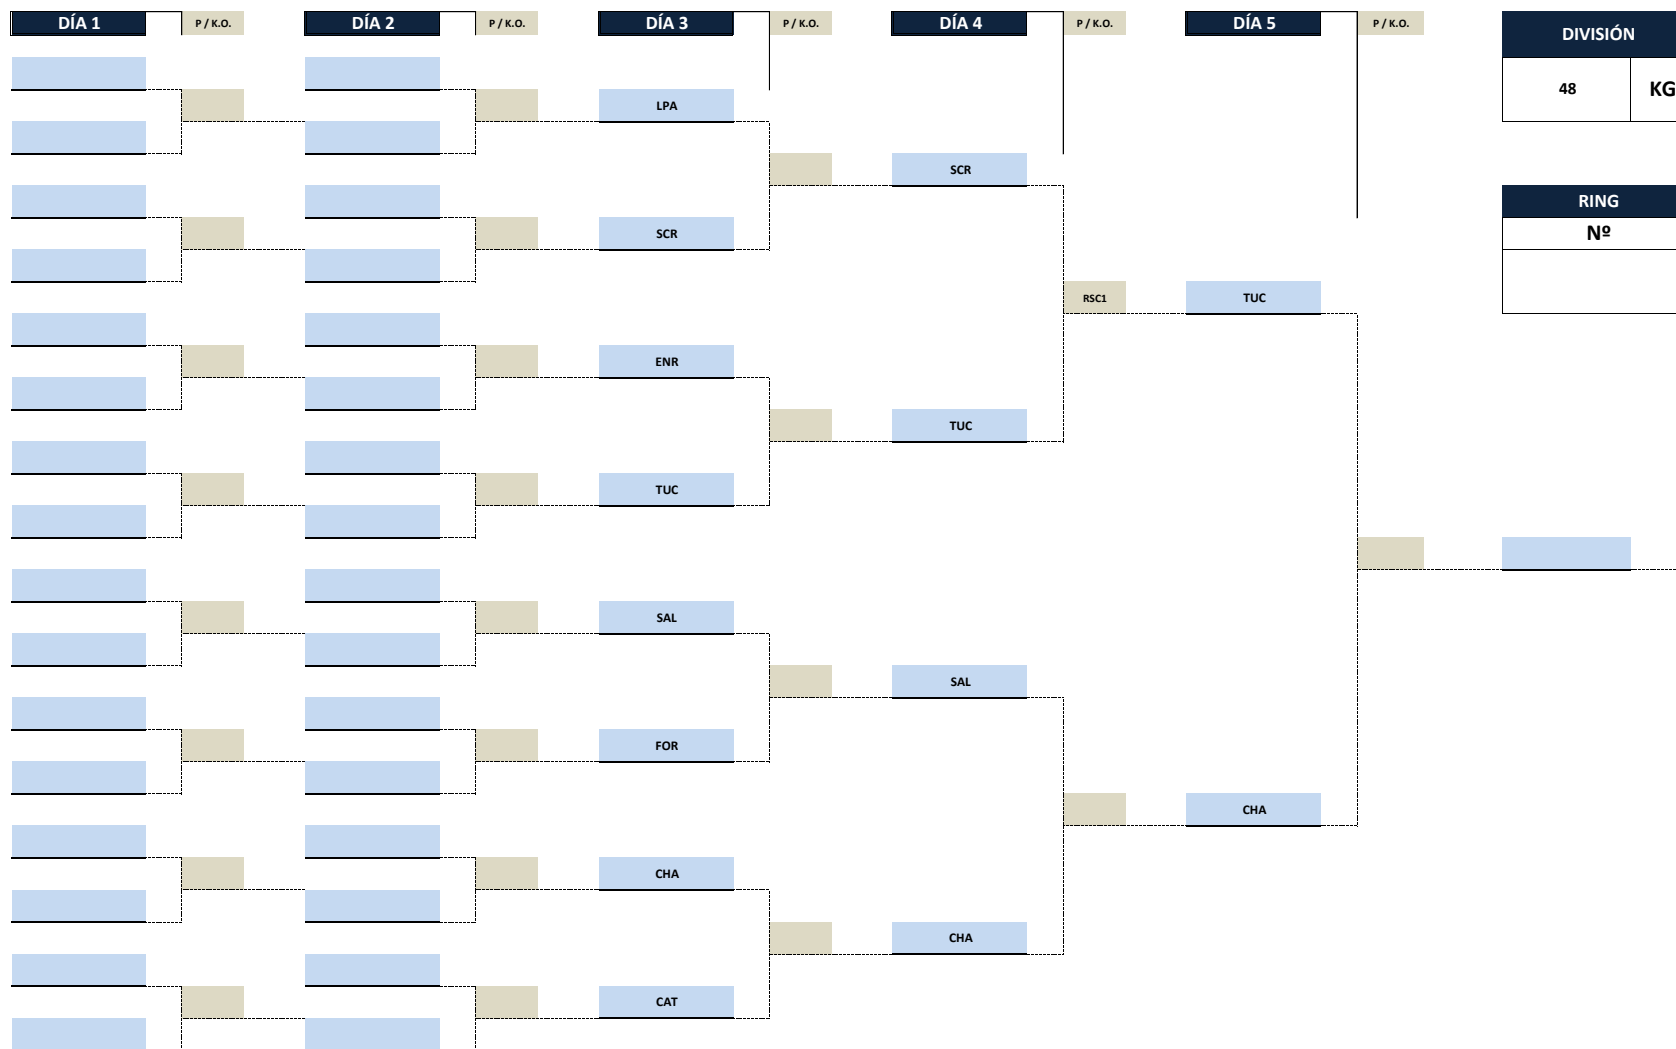 DÍA 1 P / K.O. DÍA 2 P / K.O. DÍA 3 P / K.O. DÍA 4 P / K.O. DÍA 5 P / K.O. DIVISIÓN
48 KG
LPA
SCR
RING
SCR Nº
RSC1 TUC
ENR
TUC
TUC
SAL
SAL
FOR
CHA
CHA
CHA
CAT